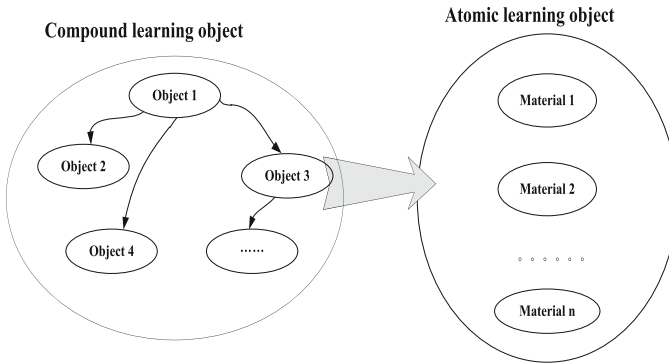 Compound learning object
Object 1
Object 2
Object 3
Object 4
......
Atomic learning object
Material 1
Material 2
。。。。。。
Material n